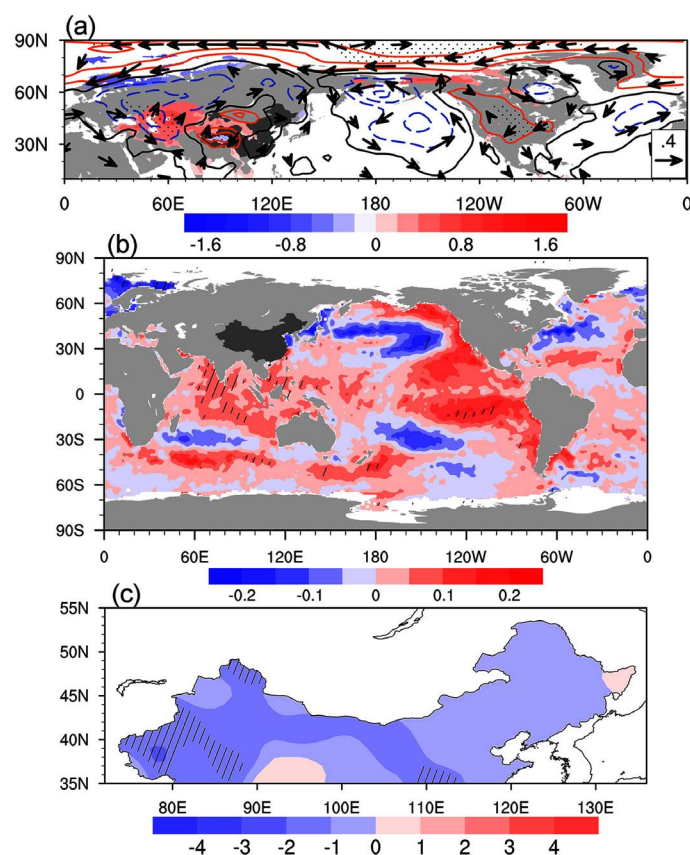 (a)
90N
60N
30N
.4
0 60E 120E 180 120W 60W 0
-1.6 -0.8 0 0.8 1.6
(b)
90N
60N
30N
0
30S
60S
90S
0 60E 120E 180 120W 60W 0
-0.2 -0.1 0 0.1 0.2
(c)
55N
50N
45N
40N
35N
80E 90E 100E 110E 120E 130E
-4 -3 -2 -1 0 1 2 3 4